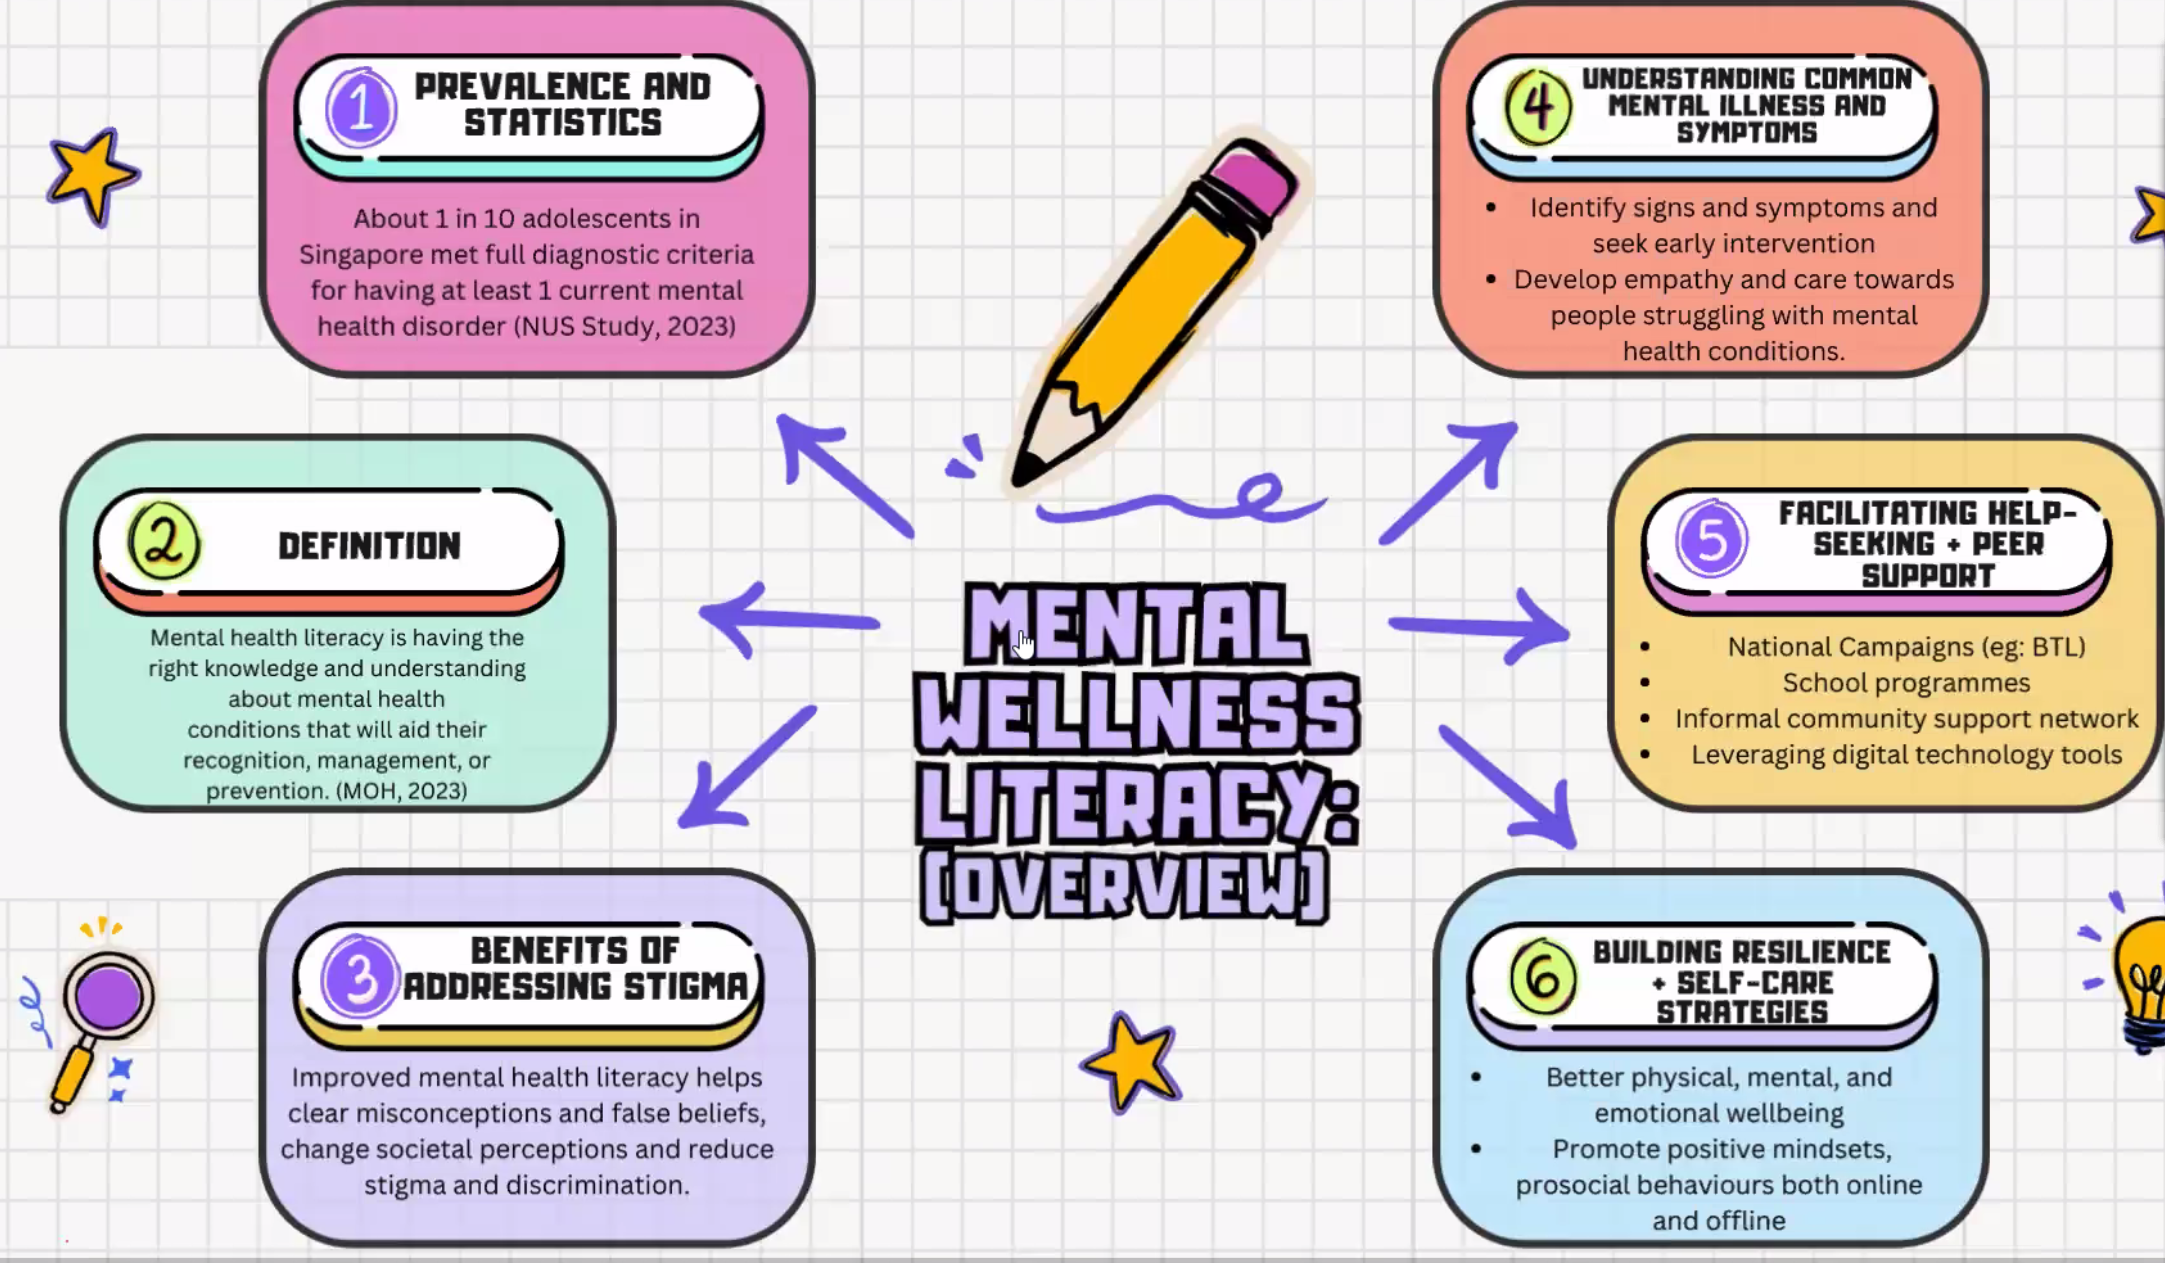 1
PREVALENCE AND
STATISTICS
About 1 in 10 adolescents in
Singapore met full diagnostic criteria
for having at least 1 current mental
health disorder (NUS Study, 2023)
2
DEFINITION
Mental health literacy is having the
right knowledge and understanding
about mental health
conditions that will aid their
recognition, management, or
prevention. (MOH, 2023)
3
BENEFITS OF
ADDRESSING STIGMA
Improved mental health literacy helps
clear misconceptions and false beliefs,
change societal perceptions and reduce
stigma and discrimination.
MENTAL
WELLNESS
LITERACY:
(OVERVIEW)
4
UNDERSTANDING COMMON
MENTAL ILLNESS AND
SYMPTOMS
• Identify signs and symptoms and
seek early intervention
• Develop empathy and care towards
people struggling with mental
health conditions.
5
FACILITATING HELP-
SEEKING + PEER
SUPPORT
• National Campaigns (eg: BTL)
• School programmes
• Informal community support network
• Leveraging digital technology tools
6
BUILDING RESILIENCE
+ SELF-CARE
STRATEGIES
• Better physical, mental, and
emotional wellbeing
• Promote positive mindsets,
prosocial behaviours both online
and offline